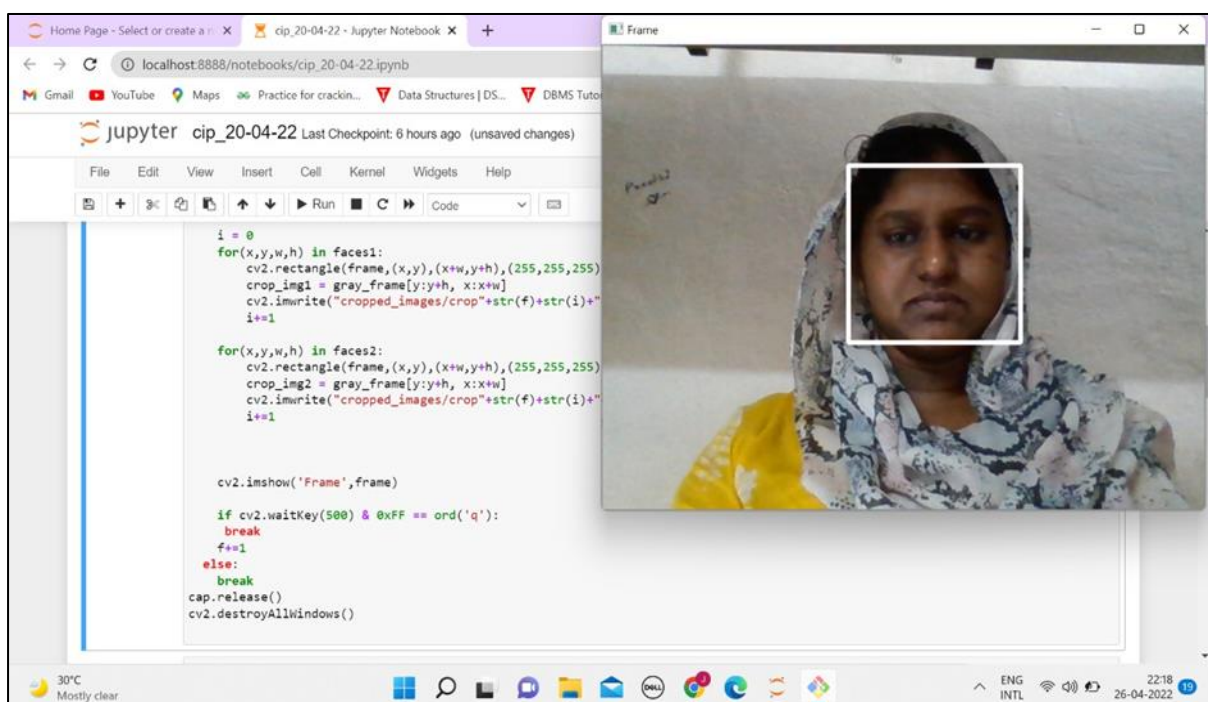 Home Page - Select or create a n
cip_20-04-22 - Jupyter Notebook
Frame
localhost:8888/notebooks/cip_20-04-22.ipynb
Gmail YouTube Maps Practice for crackin... Data Structures | DS... DBMS Tuto
jupyter cip_20-04-22 Last Checkpoint: 6 hours ago (unsaved changes)
File Edit View Insert Cell Kernel Widgets Help
Run Code
i = 0
for(x,y,w,h) in faces1:
cv2.rectangle(frame,(x,y),(x+w,y+h),(255,255,255)
crop_img1 = gray_frame[y:y+h, x:x+w]
cv2.imwrite("cropped_images/crop"+str(f)+str(i)+"
i+=1
for(x,y,w,h) in faces2:
cv2.rectangle(frame,(x,y),(x+w,y+h),(255,255,255)
crop_img2 = gray_frame[y:y+h, x:x+w]
cv2.imwrite("cropped_images/crop"+str(f)+str(i)+"
i+=1
cv2.imshow('Frame',frame)
if cv2.waitKey(500) & 0xFF == ord('q'):
break
f+=1
else:
break
cap.release()
cv2.destroyAllWindows()
30°C
Mostly clear
DELL
ENG
INTL
22:18
26-04-2022
19